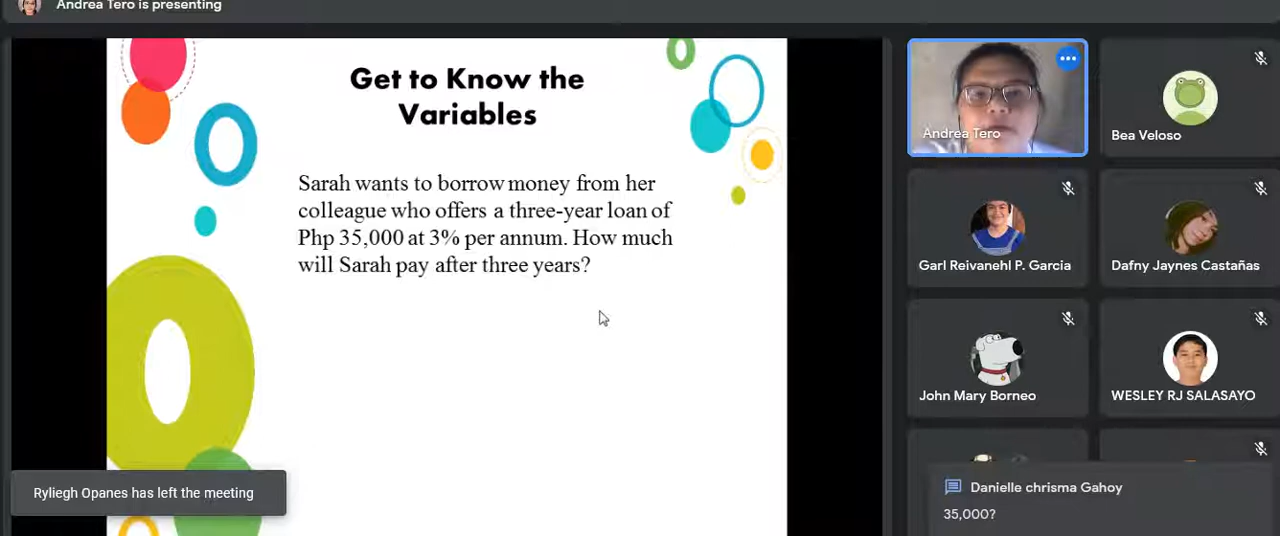 Andrea Tero is presenting
Get to Know the
Variables
Sarah wants to borrow money from her
colleague who offers a three-year loan of
Php 35,000 at 3% per annum. How much
will Sarah pay after three years?
Ryliegh Opanes has left the meeting
Andrea Tero
Bea Veloso
Garl Reivanehl P. Garcia
Dafny Jaynes Castañas
John Mary Borneo
WESLEY RJ SALASAYO
Danielle chrisma Gahoy
35,000?